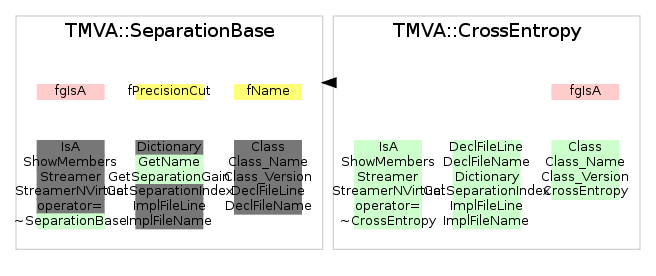 TMVA::SeparationBase
fgIsA
fPrecisionCut
fName
IsA
ShowMembers
Streamer
StreamerNVirtual
operator=
~SeparationBase
Dictionary
GetName
GetSeparationGain
GetSeparationIndex
ImplFileLine
ImplFileName
Class
Class_Name
Class_Version
DeclFileLine
DeclFileName
TMVA::CrossEntropy
fgIsA
IsA
ShowMembers
Streamer
StreamerNVirtual
operator=
~CrossEntropy
DeclFileLine
DeclFileName
Dictionary
GetSeparationIndex
ImplFileLine
ImplFileName
Class
Class_Name
Class_Version
CrossEntropy